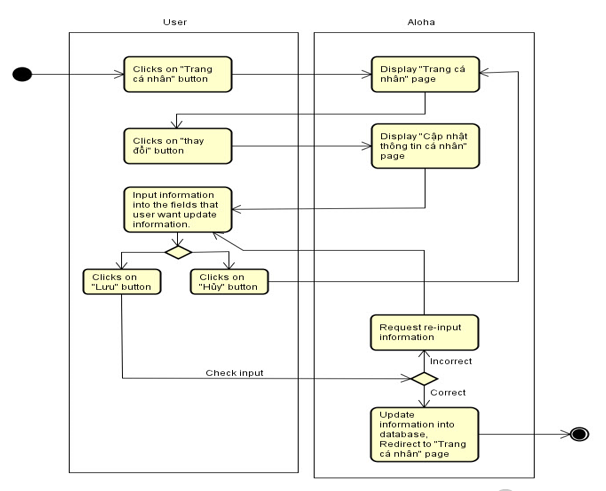 User
Aloha
Clicks on "Trang
cá nhân" button
Display "Trang cá
nhân" page
Clicks on "thay
đổi" button
Display "Cập nhật
thông tin cá nhân"
page
Input information
into the fields that
user want update
information.
Clicks on
"Lưu" button
Clicks on
"Hủy" button
Request re-input
information
Incorrect
Check input
Correct
Update
information into
database,
Redirect to "Trang
cá nhân" page